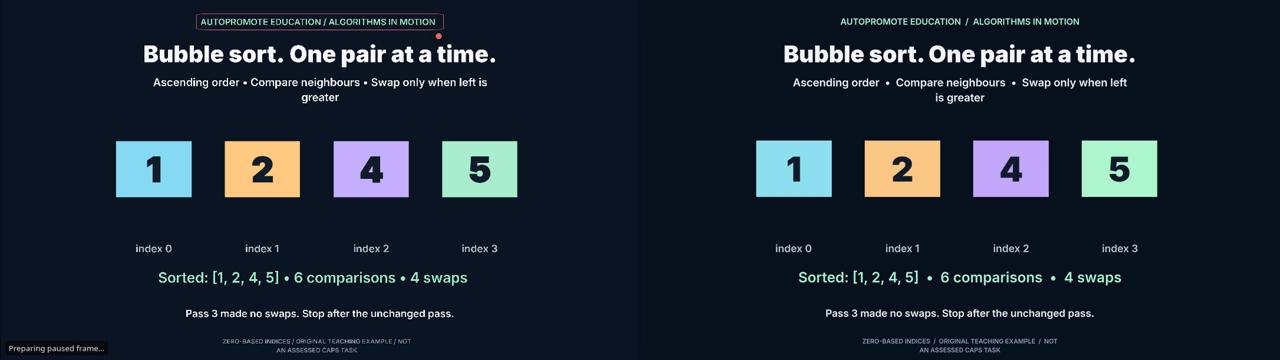 AUTOPROMOTE EDUCATION / ALGORITHMS IN MOTION
Bubble sort. One pair at a time.
Ascending order • Compare neighbours • Swap only when left is
greater
1 2 4 5
index 0 index 1 index 2 index 3
Sorted: [1, 2, 4, 5] • 6 comparisons • 4 swaps
Pass 3 made no swaps. Stop after the unchanged pass.
ZERO-BASED INDICES / ORIGINAL TEACHING EXAMPLE / NOT
AN ASSESSED CAPS TASK
Preparing paused frame...
AUTOPROMOTE EDUCATION / ALGORITHMS IN MOTION
Bubble sort. One pair at a time.
Ascending order • Compare neighbours • Swap only when left
is greater
1 2 4 5
index 0 index 1 index 2 index 3
Sorted: [1, 2, 4, 5] • 6 comparisons • 4 swaps
Pass 3 made no swaps. Stop after the unchanged pass.
ZERO-BASED INDICES / ORIGINAL TEACHING EXAMPLE / NOT
AN ASSESSED CAPS TASK